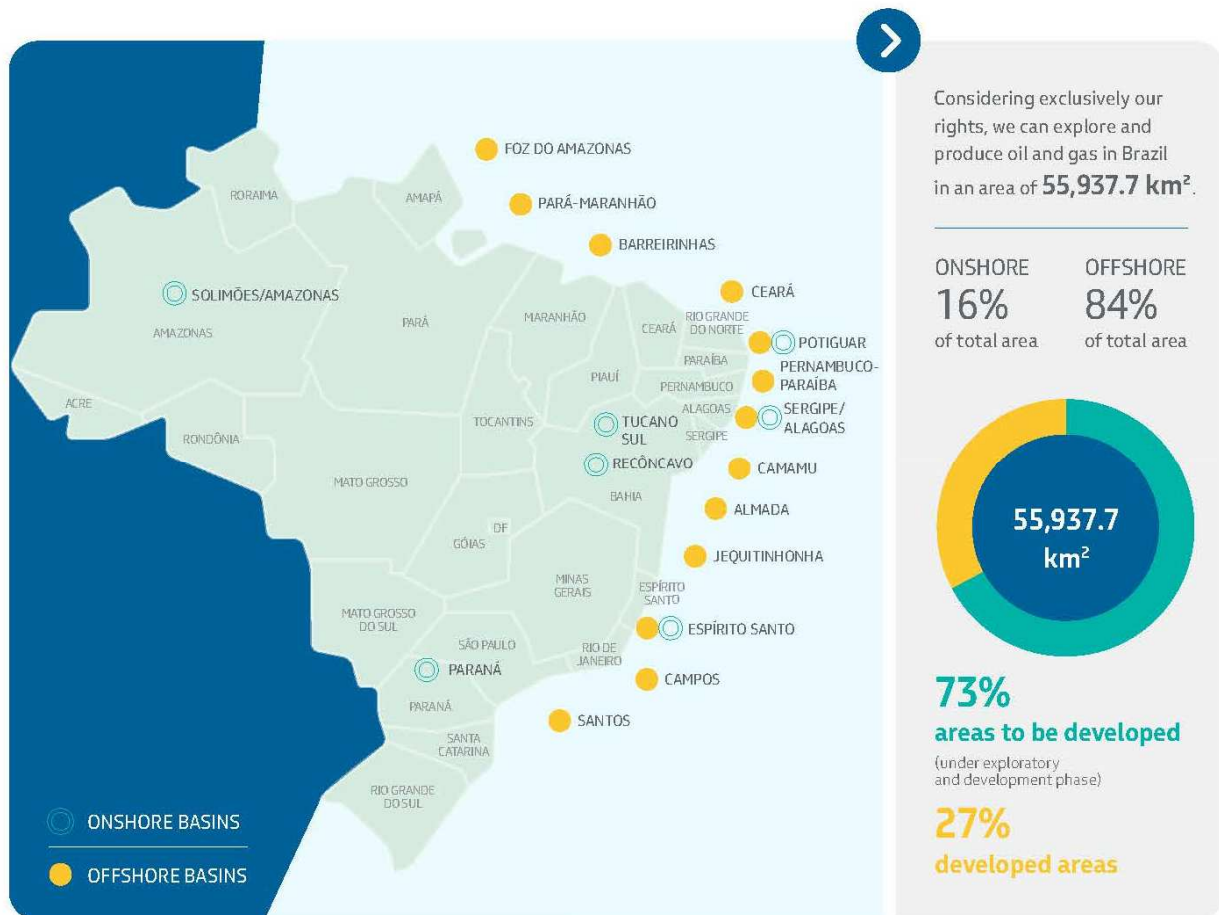 FOZ DO AMAZONAS
PARÁ-MARANHÃO
BARREIRINHAS
CEARÁ
RORAIMA
AMAPÁ
SOLIMÕES/AMAZONAS
AMAZONAS
PARÁ
MARANHÃO
CEARÁ
RIO GRANDE
DO NORTE
POTIGUAR
PARAÍBA
PERNAMBUCO-
PARAÍBA
PIAUÍ
PERNAMBUCO
ACRE
RONDÔNIA
TOCANTINS
TUCANO
SUL
ALAGOAS
SERGIPE
SERGIPE/
ALAGOAS
RECÔNCAVO
CAMAMU
MATO GROSSO
BAHIA
ALMADA
DF
GÓIAS
JEQUITINHONHA
MINAS
GERAIS
ESPÍRITO
SANTO
MATO GROSSO
DO SUL
ESPÍRITO SANTO
SÃO PAULO
RIO DE
JANEIRO
PARANÁ
CAMPOS
PARANÁ
SANTOS
SANTA
CATARINA
RIO GRANDE
DO SUL
ONSHORE BASINS
OFFSHORE BASINS
Considering exclusively our
rights, we can explore and
produce oil and gas in Brazil
in an area of 55,937.7 km².
ONSHORE
16%
of total area
OFFSHORE
84%
of total area
55,937.7
km²
73%
areas to be developed
(under exploratory
and development phase)
27%
developed areas